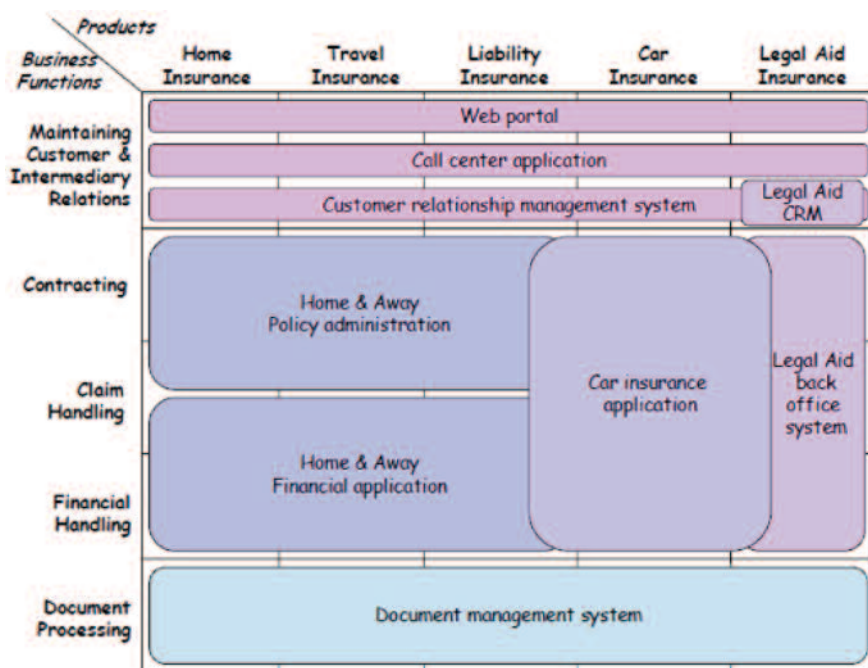 Products
Business
Functions
Home
Insurance
Travel
Insurance
Liability
Insurance
Car
Insurance
Legal Aid
Insurance
Maintaining
Customer &
Intermediary
Relations
Web portal
Call center application
Customer relationship management system
Legal Aid
CRM
Contracting
Home & Away
Policy administration
Car insurance
application
Legal Aid
back
office
system
Claim
Handling
Home & Away
Financial application
Financial
Handling
Document
Processing
Document management system